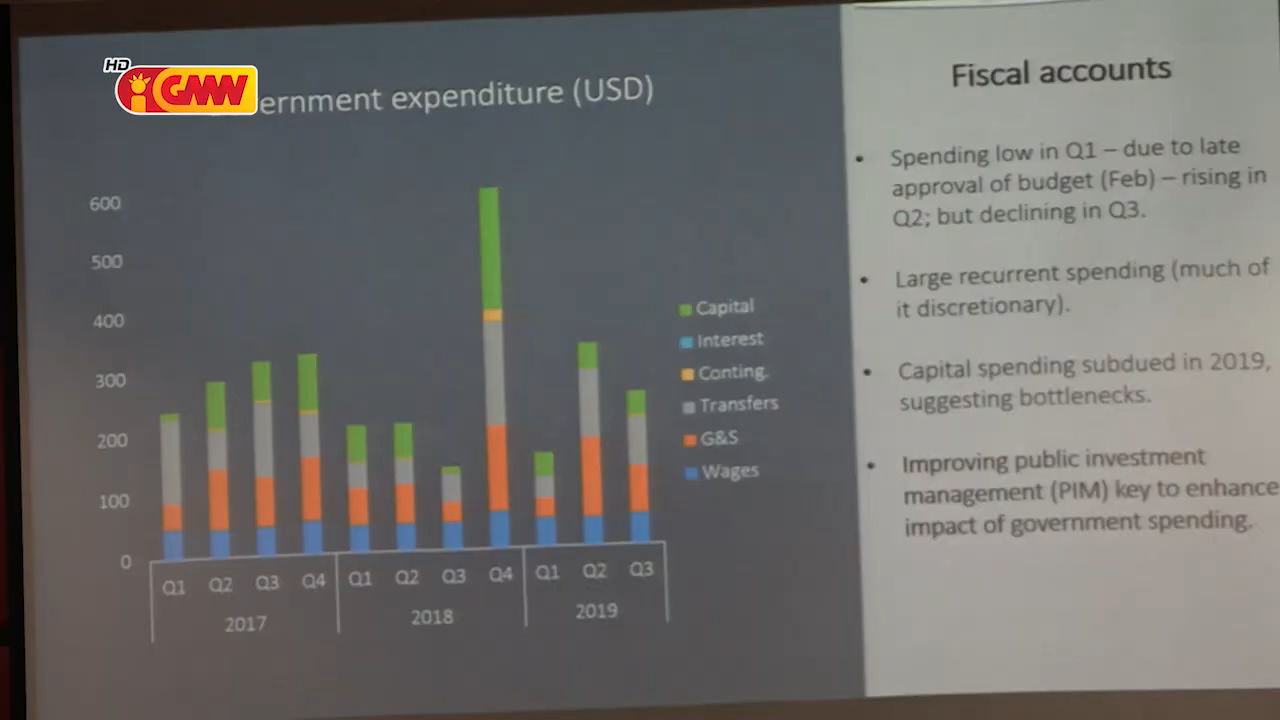 HD
GMW
ernment expenditure (USD)
600
500
400
300
200
100
0
Q1 Q2 Q3 Q4 Q1 Q2 Q3 Q4 Q1 Q2 Q3
2017 2018 2019
Capital
Interest
Conting.
Transfers
G&S
Wages
Fiscal accounts
• Spending low in Q1 – due to late
approval of budget (Feb) – rising in
Q2; but declining in Q3.
• Large recurrent spending (much of
it discretionary).
• Capital spending subdued in 2019,
suggesting bottlenecks.
• Improving public investment
management (PIM) key to enhance
impact of government spending.